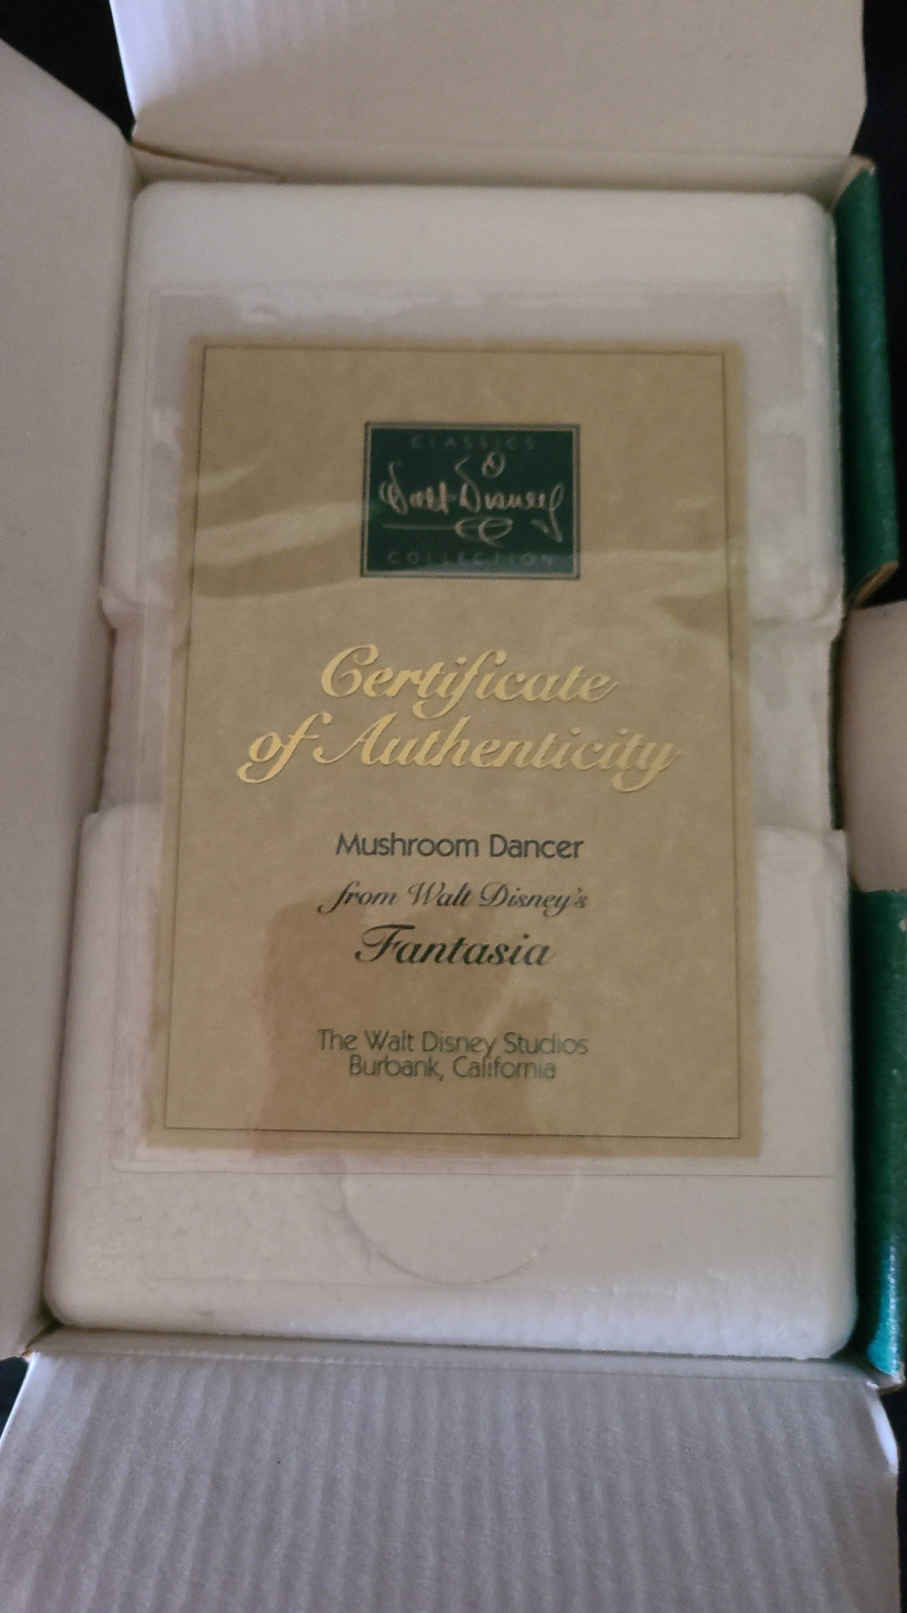 CLASSICS
Walt Disney
COLLECTION
Certificate
of Authenticity
Mushroom Dancer
from Walt Disney's
Fantasia
The Walt Disney Studios
Burbank, California